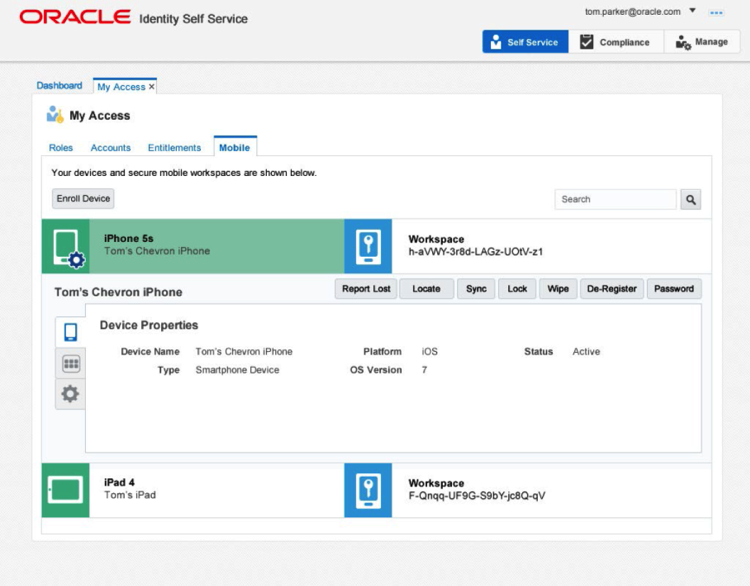 ORACLE Identity Self Service
tom.parker@oracle.com
Self Service Compliance Manage
Dashboard My Access ×
My Access
Roles Accounts Entitlements Mobile
Your devices and secure mobile workspaces are shown below.
Enroll Device Search
iPhone 5s Workspace
Tom's Chevron iPhone h-aVWY-3r8d-LAGz-UOtV-z1
Tom's Chevron iPhone Report Lost Locate Sync Lock Wipe De-Register Password
Device Properties
Device Name Tom's Chevron iPhone Platform iOS Status Active
Type Smartphone Device OS Version 7
iPad 4 Workspace
Tom's iPad F-Qnqq-UF9G-S9bY-jc8Q-qV